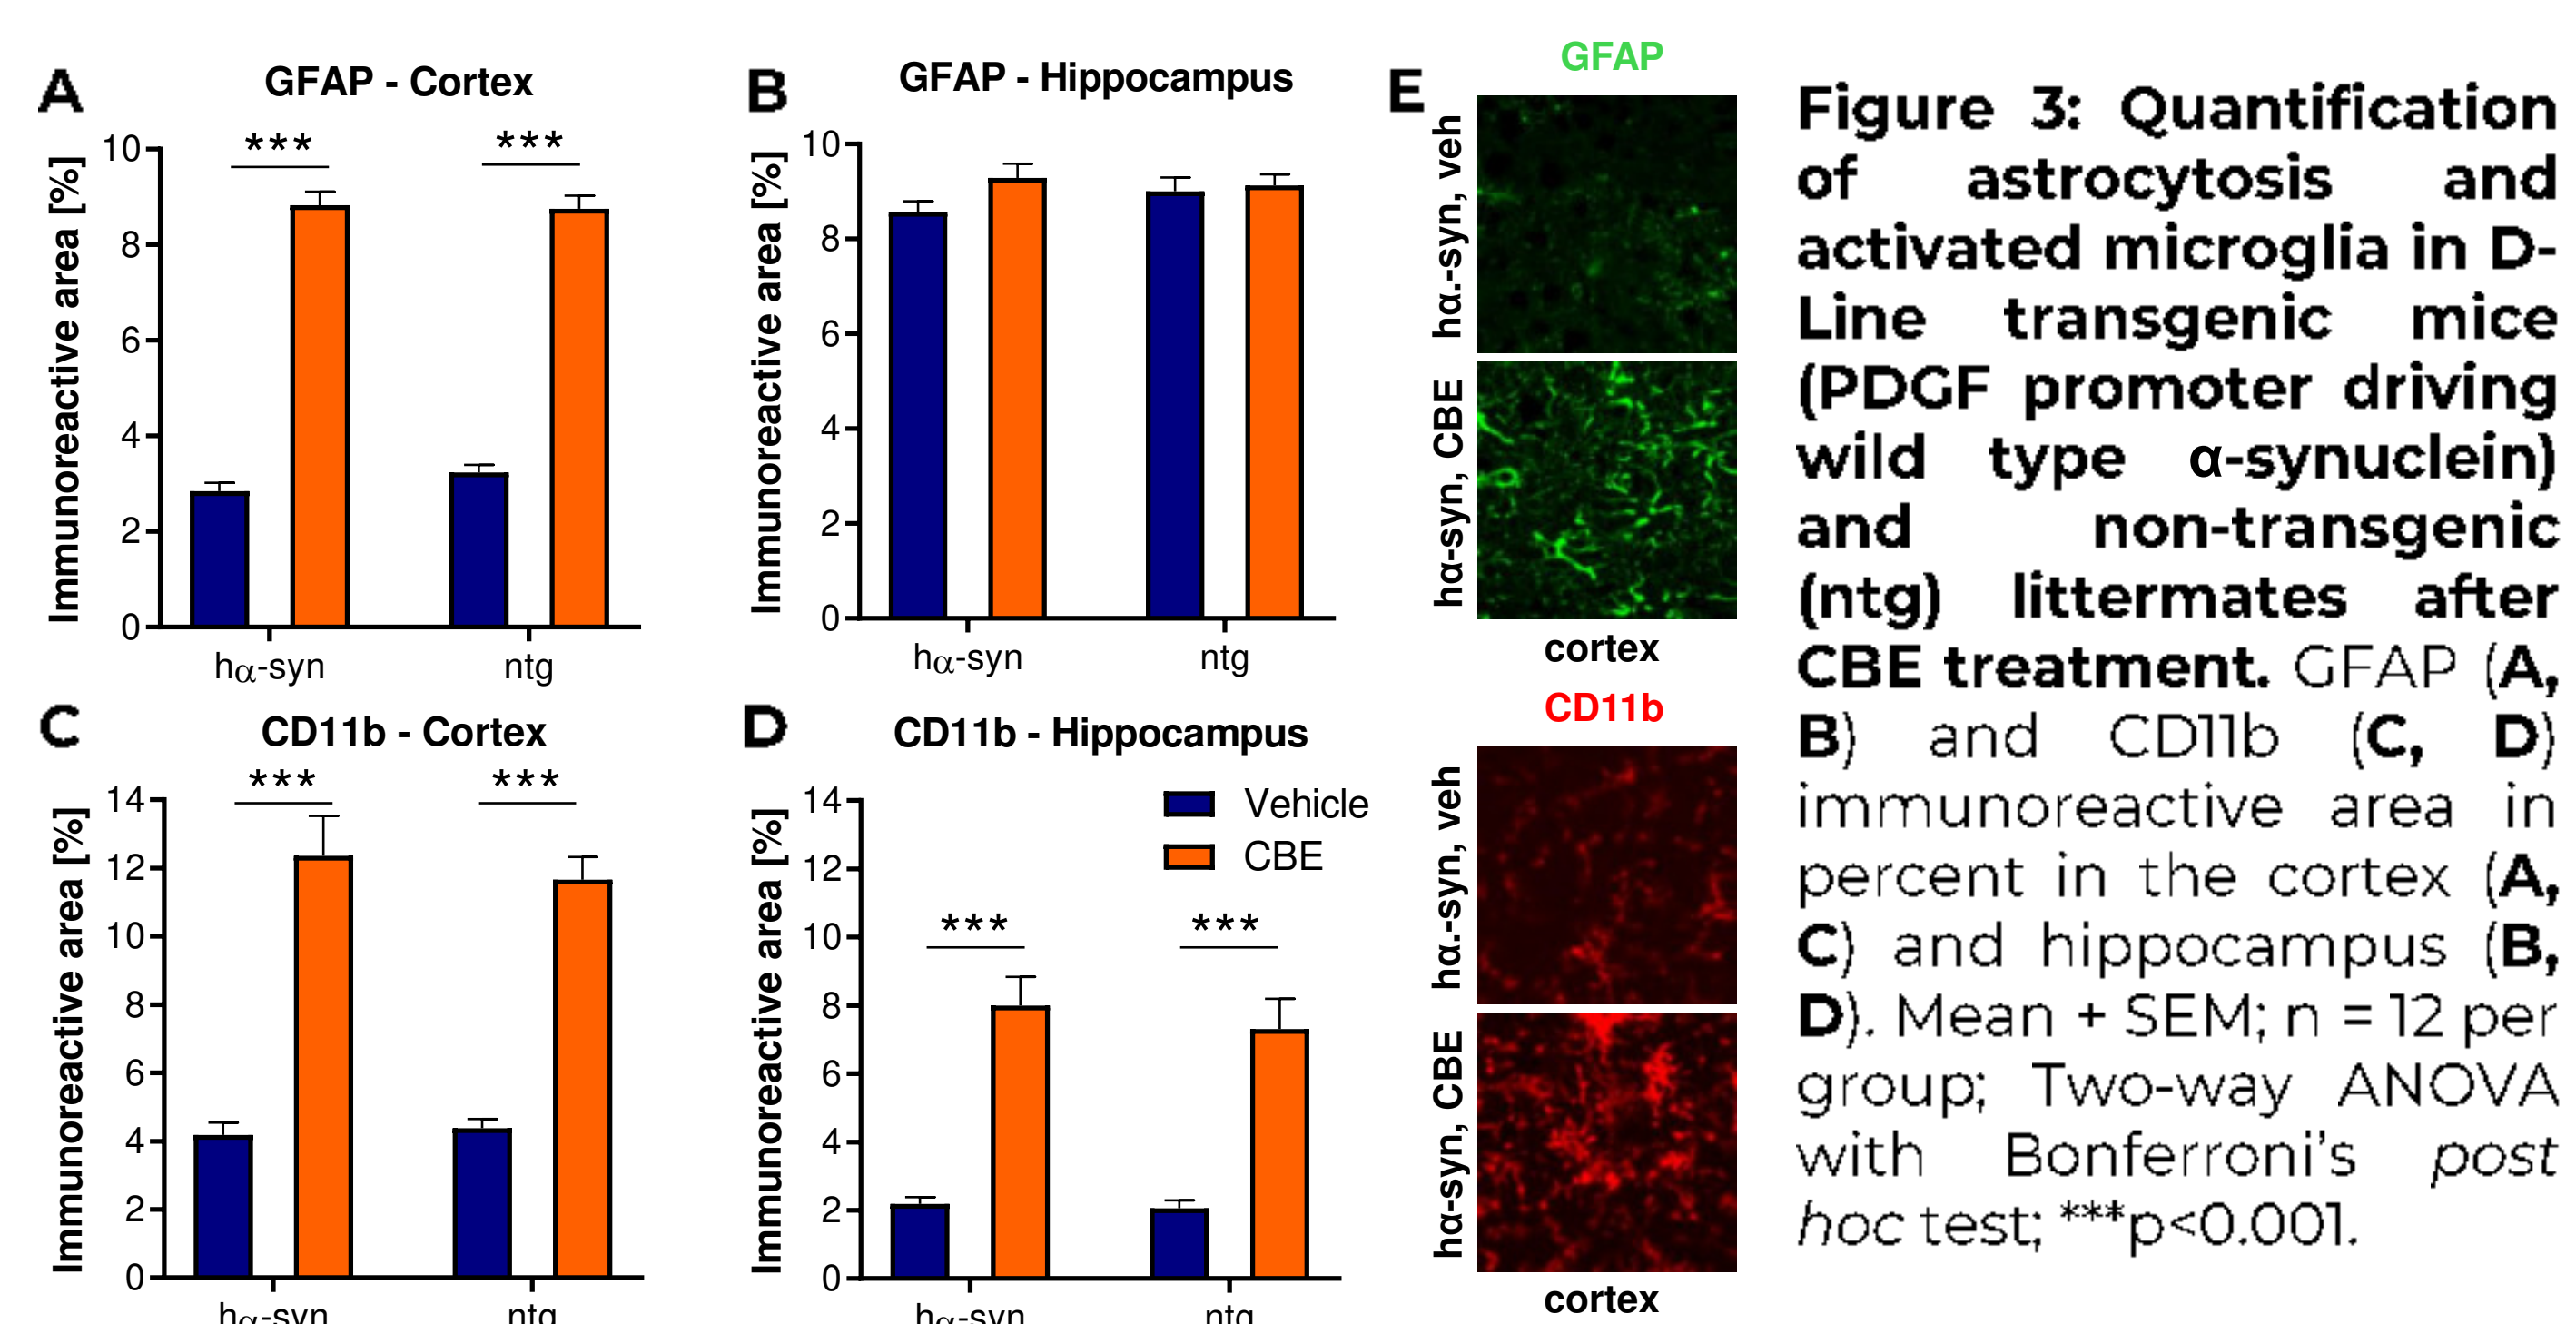 A
GFAP - Cortex
Immunoreactive area [%]
10
8
6
4
2
0
***
***
hα-syn
ntg
B
GFAP - Hippocampus
Immunoreactive area [%]
10
8
6
4
2
0
hα-syn
ntg
C
CD11b - Cortex
Immunoreactive area [%]
14
12
10
8
6
4
2
0
***
***
hα-syn
ntg
D
CD11b - Hippocampus
Immunoreactive area [%]
14
12
10
8
6
4
2
0
Vehicle
CBE
***
***
hα-syn
ntg
E
GFAP
hα.-syn, veh
hα-syn, CBE
cortex
CD11b
hα.-syn, veh
hα-syn, CBE
cortex
Figure 3: Quantification
of astrocytosis and
activated microglia in D-
Line transgenic mice
(PDGF promoter driving
wild type α-synuclein)
and non-transgenic
(ntg) littermates after
CBE treatment. GFAP (A,
B) and CD11b (C, D)
immunoreactive area in
percent in the cortex (A,
C) and hippocampus (B,
D). Mean + SEM; n = 12 per
group; Two-way ANOVA
with Bonferroni's post
hoc test; ***p<0.001.